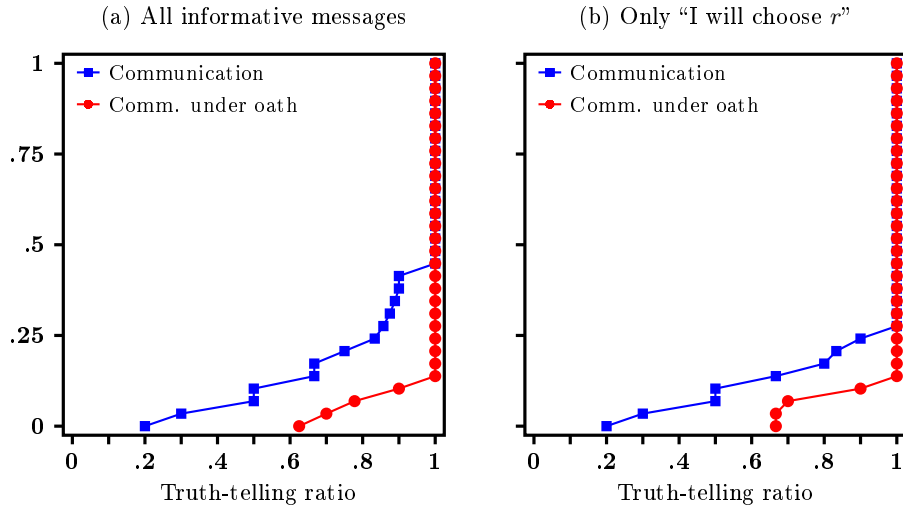 (a) All informative messages
Communication
Comm. under oath
1
.75
.5
.25
0
0 .2 .4 .6 .8 1
Truth-telling ratio
(b) Only “I will choose r”
Communication
Comm. under oath
0 .2 .4 .6 .8 1
Truth-telling ratio